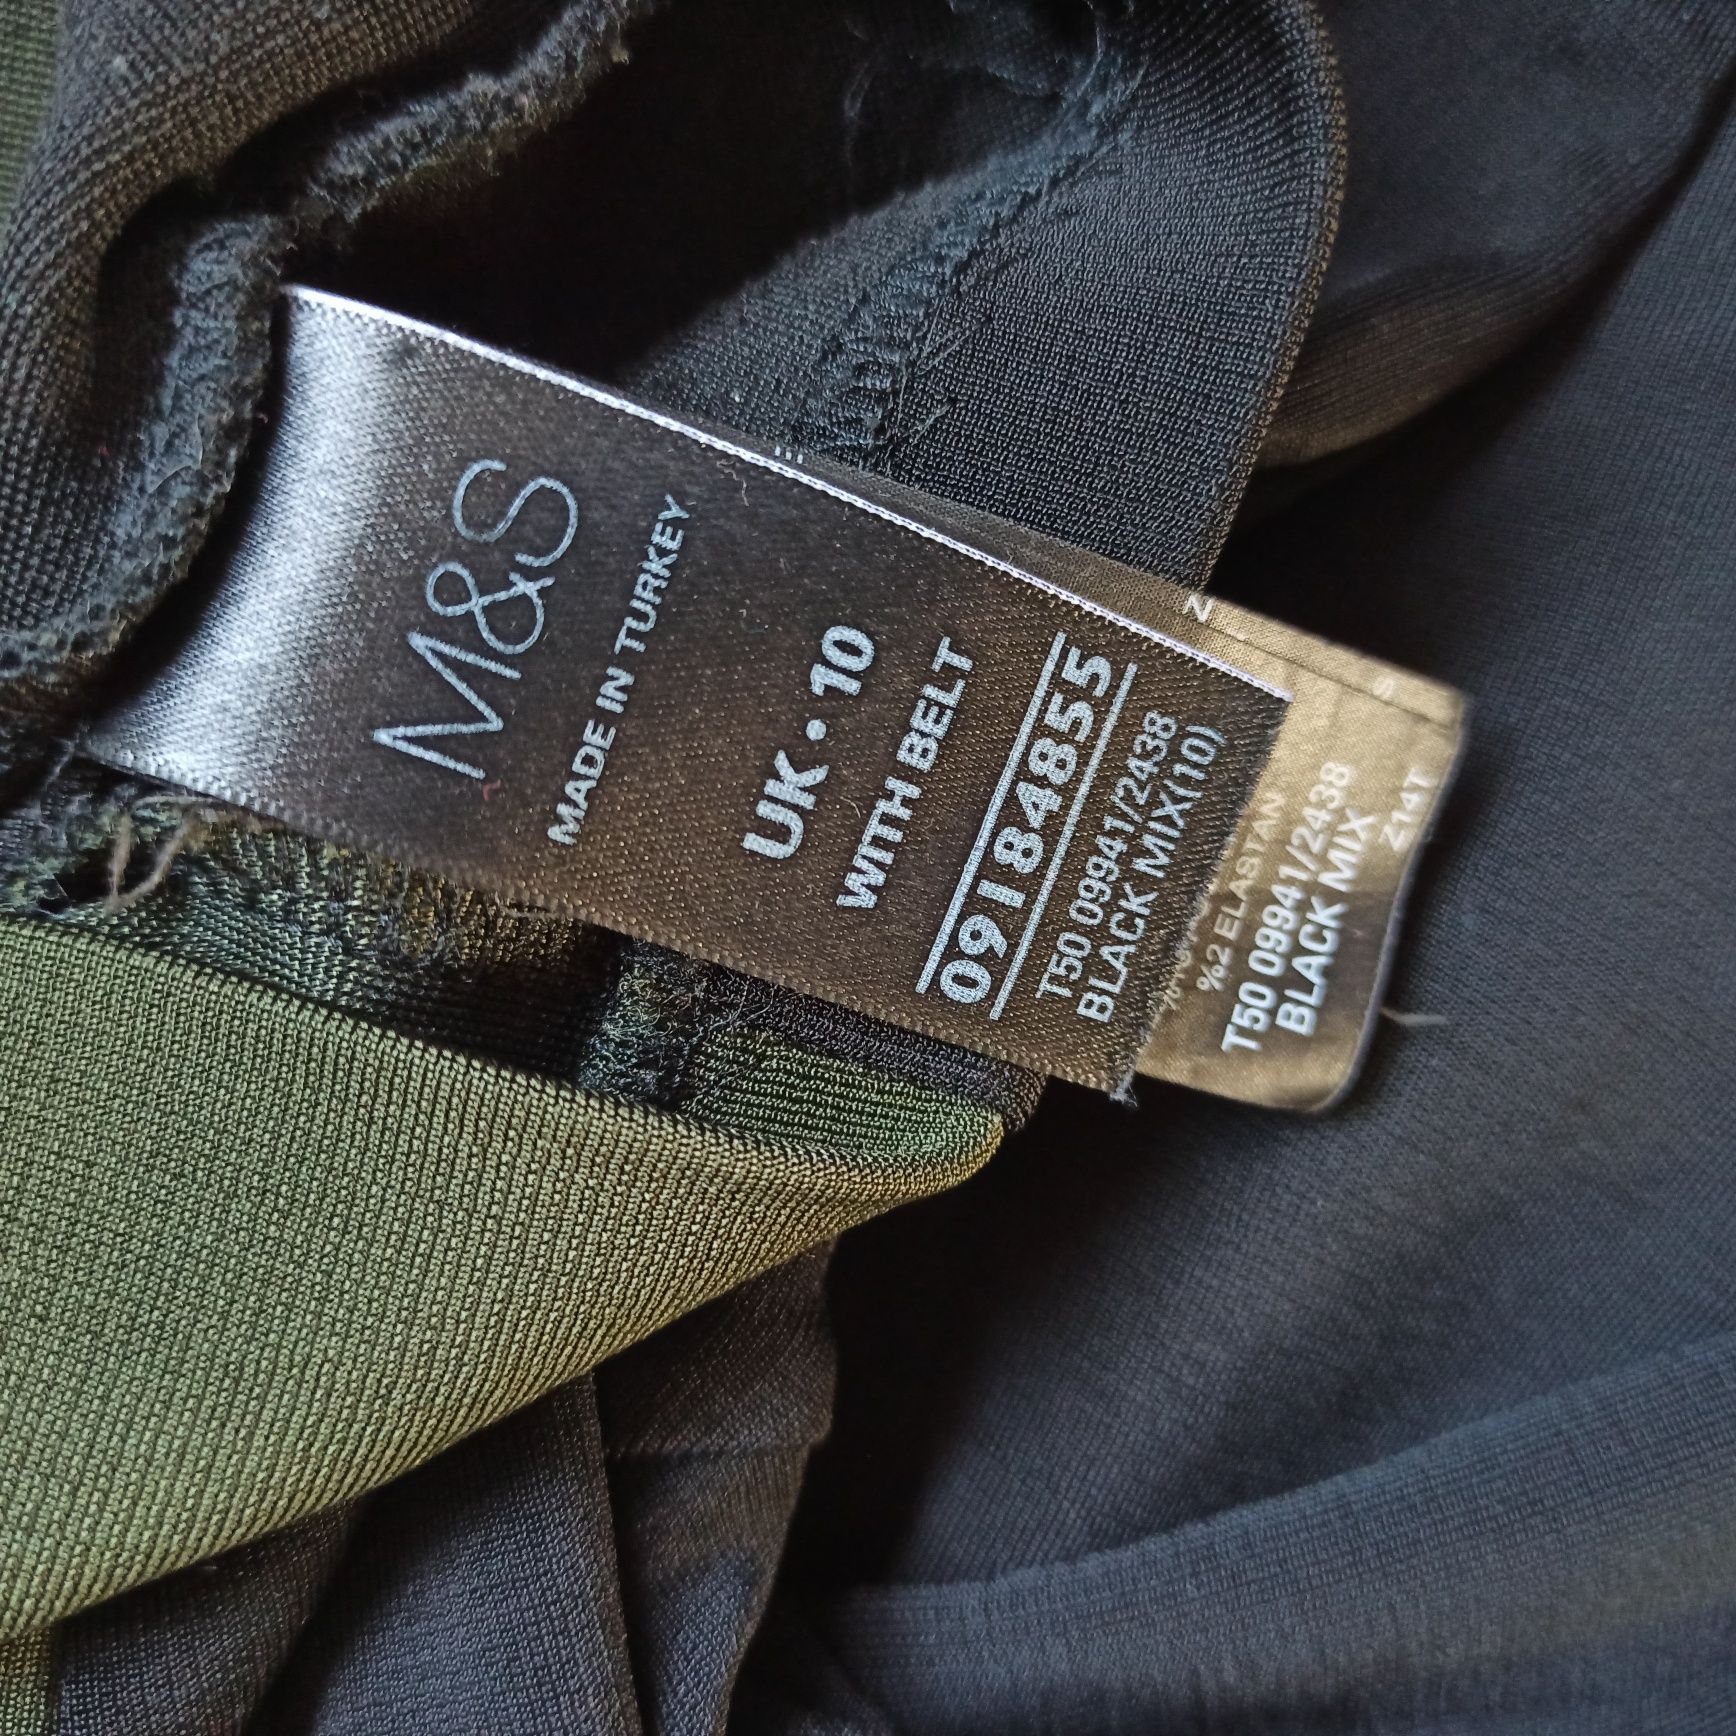 M&S
MADE IN TURKEY
UK • 10
WITH BELT
09184855
T50 09941/2438
BLACK MIX(10)
%2 ELASTAN
T50 09941/2438
BLACK MIX
Z14T